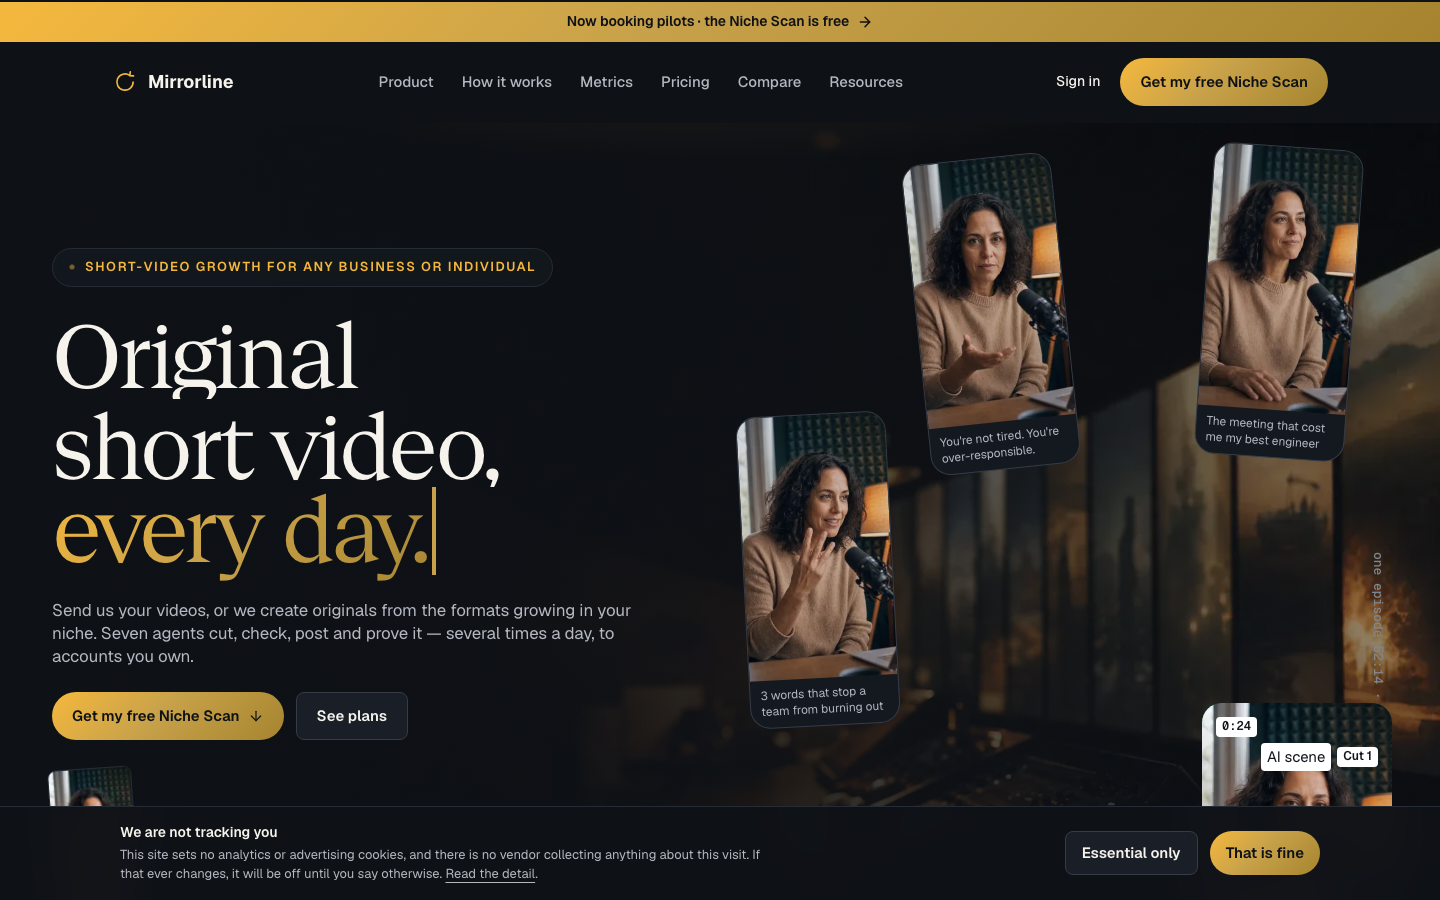 Now booking pilots · the Niche Scan is free →
Mirrorline
Product
How it works
Metrics
Pricing
Compare
Resources
Sign in
Get my free Niche Scan
SHORT-VIDEO GROWTH FOR ANY BUSINESS OR INDIVIDUAL
Original
short video,
every day.
Send us your videos, or we create originals from the formats growing in your
niche. Seven agents cut, check, post and prove it — several times a day, to
accounts you own.
Get my free Niche Scan ↓
See plans
You're not tired. You're
over-responsible.
The meeting that cost
me my best engineer
3 words that stop a
team from burning out
one episode 52:14 ·
0:24
AI scene
Cut 1
We are not tracking you
This site sets no analytics or advertising cookies, and there is no vendor collecting anything about this visit. If
that ever changes, it will be off until you say otherwise. Read the detail.
Essential only
That is fine